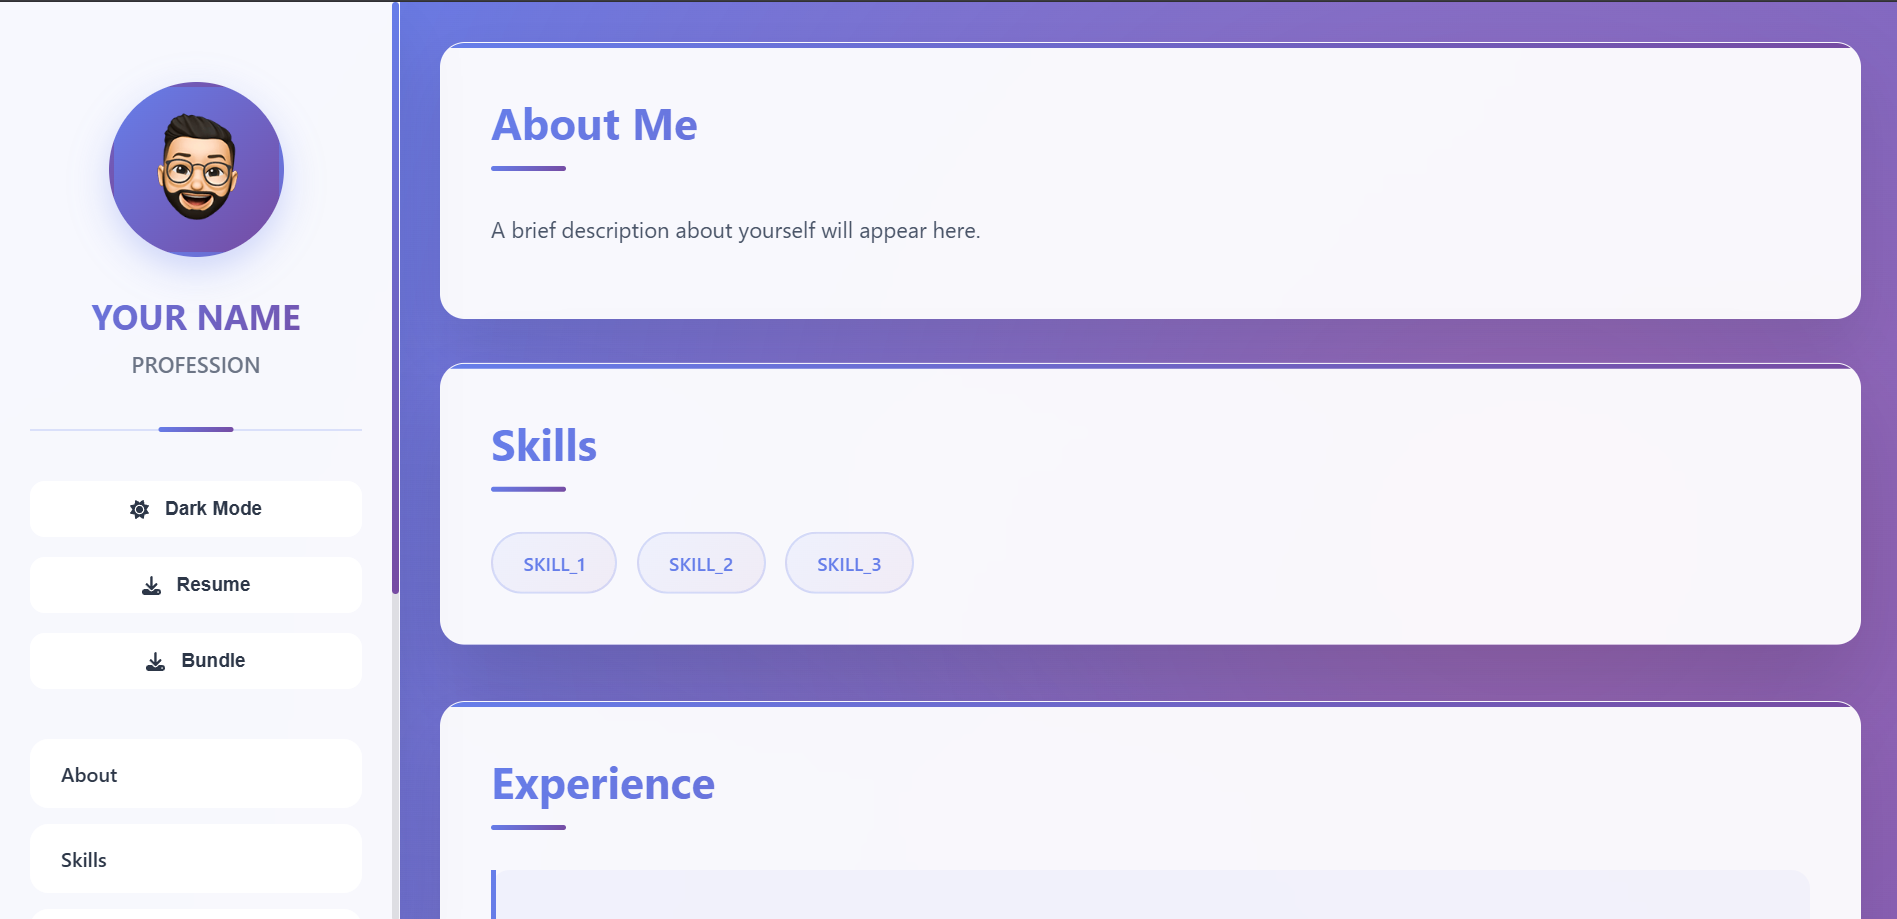 YOUR NAME
PROFESSION
Dark Mode
Resume
Bundle
About
Skills
About Me
A brief description about yourself will appear here.
Skills
SKILL_1
SKILL_2
SKILL_3
Experience